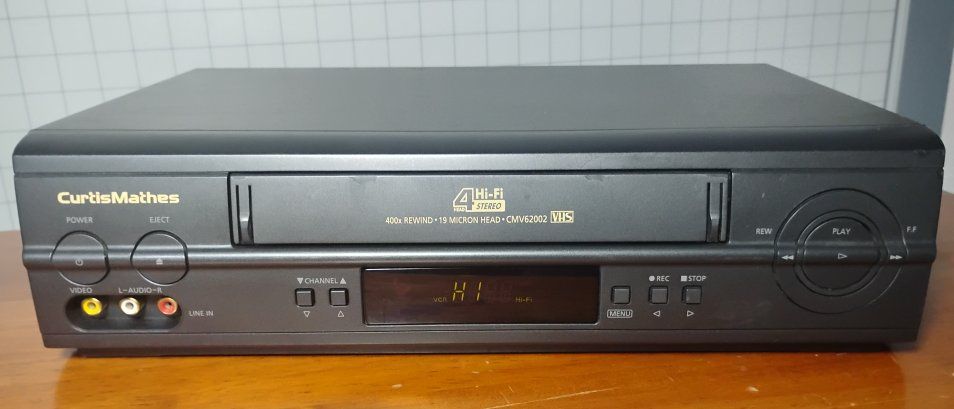 CurtisMathes
4 HEAD Hi-Fi STEREO
400x REWIND • 19 MICRON HEAD • CMV62002 VHS
POWER
EJECT
REW
PLAY
F.F
VIDEO
L-AUDIO-R
LINE IN
▼ CHANNEL ▲
VCR HI Hi-Fi
MENU
● REC
■ STOP